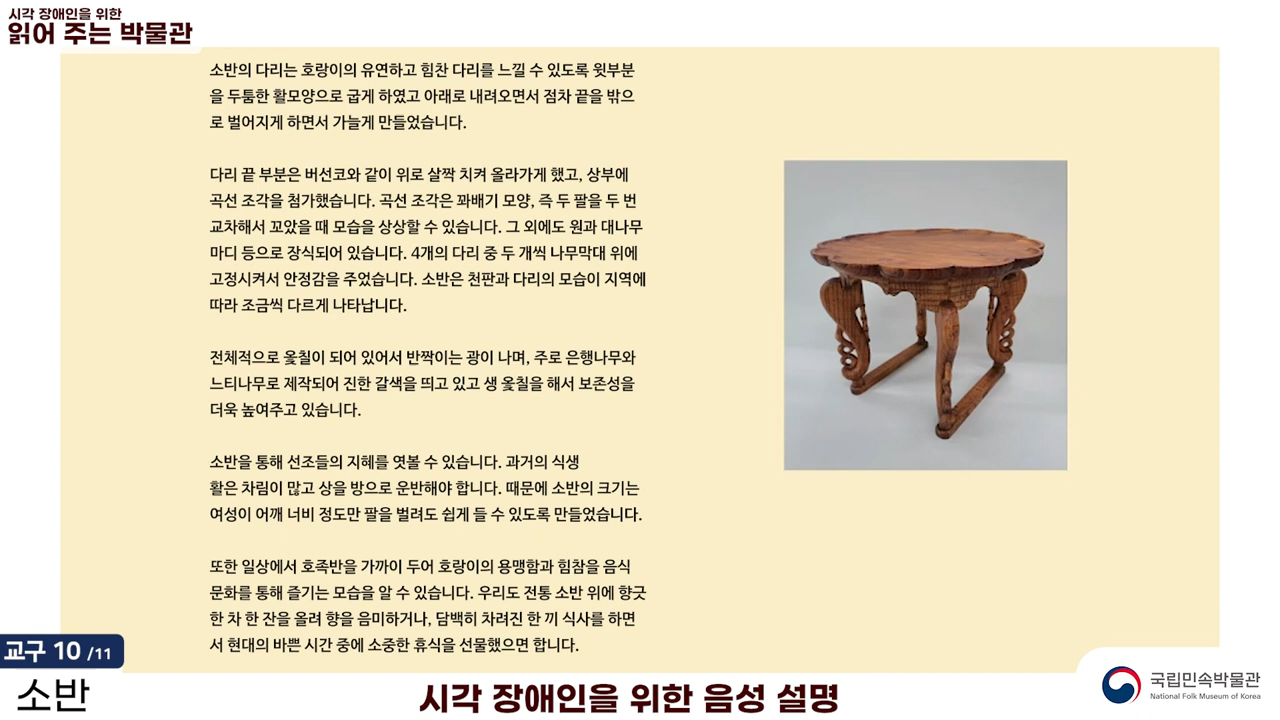 시각 장애인을 위한
읽어 주는 박물관
소반의 다리는 호랑이의 유연하고 힘찬 다리를 느낄 수 있도록 윗부분
을 두툼한 활모양으로 굽게 하였고 아래로 내려오면서 점차 끝을 밖으
로 벌어지게 하면서 가늘게 만들었습니다.
다리 끝 부분은 버선코와 같이 위로 살짝 치켜 올라가게 했고, 상부에
곡선 조각을 첨가했습니다. 곡선 조각은 꽈배기 모양, 즉 두 팔을 두 번
교차해서 꼬았을 때 모습을 상상할 수 있습니다. 그 외에도 원과 대나무
마디 등으로 장식되어 있습니다. 4개의 다리 중 두 개씩 나무막대 위에
고정시켜서 안정감을 주었습니다. 소반은 천판과 다리의 모습이 지역에
따라 조금씩 다르게 나타납니다.
전체적으로 옻칠이 되어 있어서 반짝이는 광이 나며, 주로 은행나무와
느티나무로 제작되어 진한 갈색을 띄고 있고 생 옻칠을 해서 보존성을
더욱 높여주고 있습니다.
소반을 통해 선조들의 지혜를 엿볼 수 있습니다. 과거의 식생
활은 차림이 많고 상을 방으로 운반해야 합니다. 때문에 소반의 크기는
여성이 어깨 너비 정도만 팔을 벌려도 쉽게 들 수 있도록 만들었습니다.
또한 일상에서 호족반을 가까이 두어 호랑이의 용맹함과 힘참을 음식
문화를 통해 즐기는 모습을 알 수 있습니다. 우리도 전통 소반 위에 향긋
한 차 한 잔을 올려 향을 음미하거나, 담백히 차려진 한 끼 식사를 하면
서 현대의 바쁜 시간 중에 소중한 휴식을 선물했으면 합니다.
교구 10 /11
소반
시각 장애인을 위한 음성 설명
국립민속박물관
National Folk Museum of Korea